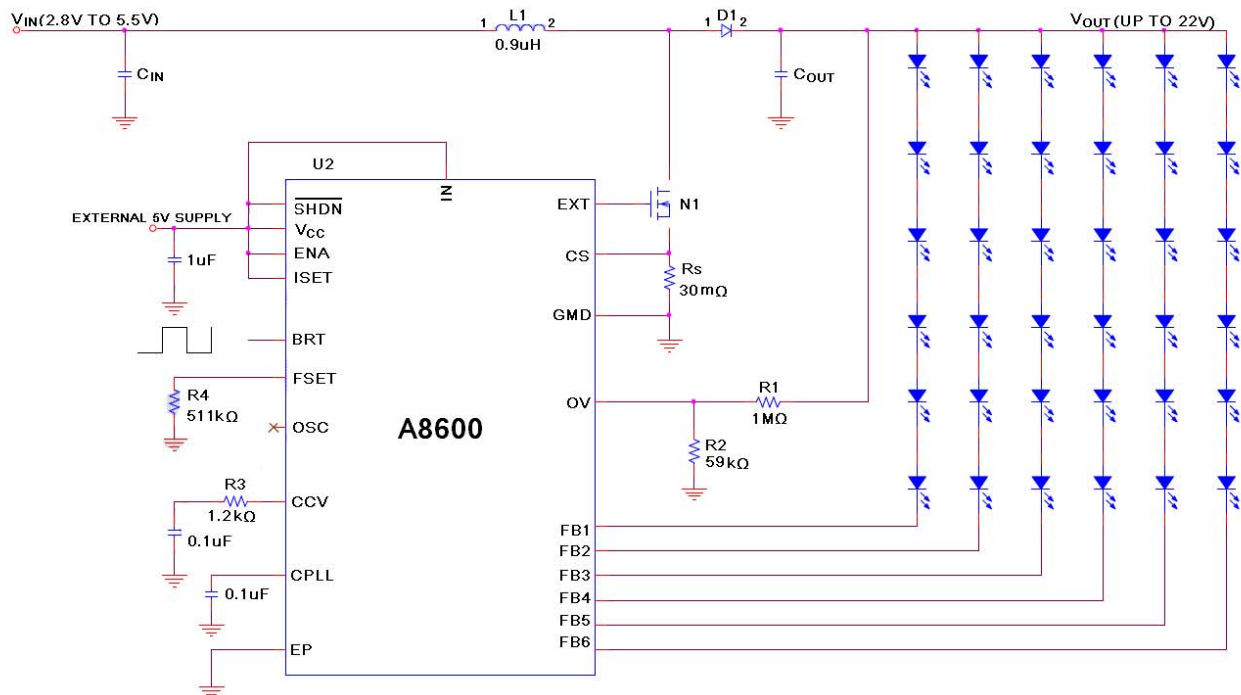 VIN(2.8V TO 5.5V)
1 L1 2
0.9uH
1 D1 2
VOUT(UP TO 22V)
CIN
COUT
U2
IN
EXTERNAL 5V SUPPLY
1uF
SHDN
VCC
ENA
ISET
BRT
FSET
R4
511kΩ
OSC
A8600
R3
1.2kΩ
CCV
0.1uF
CPLL
0.1uF
EP
EXT
N1
CS
Rs
30mΩ
GMD
OV
R1
1MΩ
R2
59kΩ
FB1
FB2
FB3
FB4
FB5
FB6